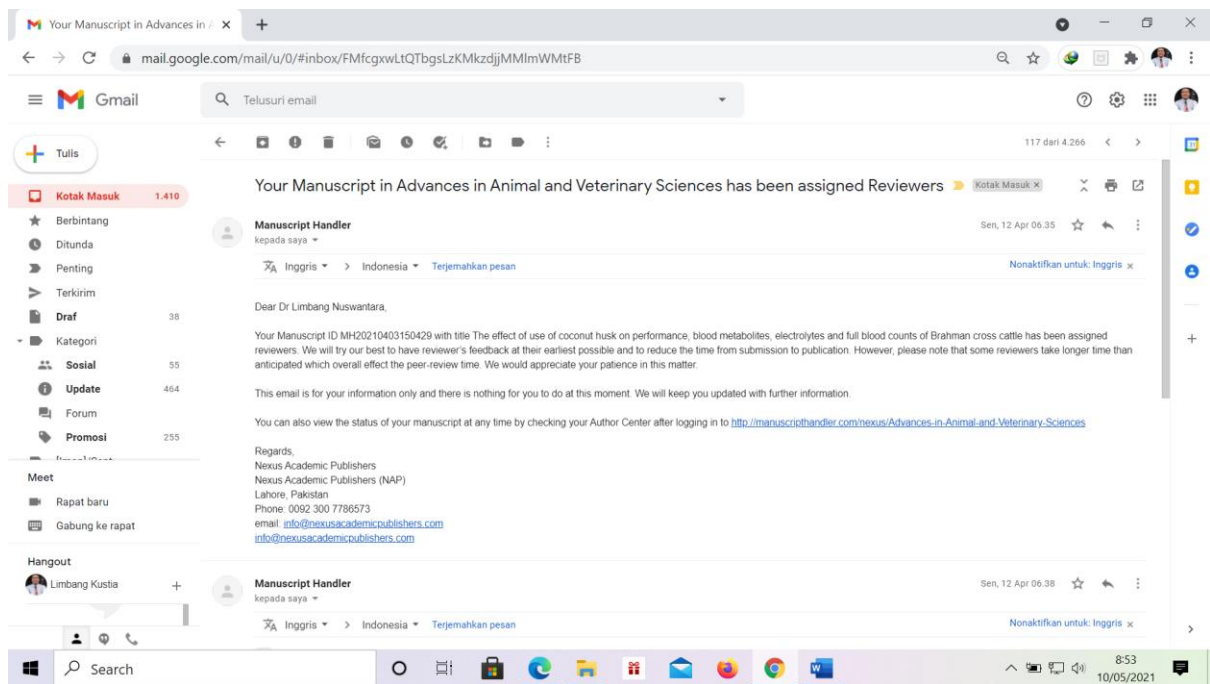 Your Manuscript in Advances in A
mail.google.com/mail/u/0/#inbox/FMfcgxwLtQTbgsLzKMkzdjjMMlmWMtFB
Gmail
Telusuri email
Tulis
117 dari 4.266
Kotak Masuk 1.410
Berbintang
Ditunda
Penting
Terkirim
Draf 38
Kategori
Sosial 55
Update 464
Forum
Promosi 255
Meet
Rapat baru
Gabung ke rapat
Hangout
Limbang Kustia
Your Manuscript in Advances in Animal and Veterinary Sciences has been assigned Reviewers Kotak Masuk x
Manuscript Handler Sen, 12 Apr 06.35
kepada saya
Inggris > Indonesia Terjemahkan pesan Nonaktifkan untuk: Inggris x
Dear Dr Limbang Nuswantara,
Your Manuscript ID MH20210403150429 with title The effect of use of coconut husk on performance, blood metabolites, electrolytes and full blood counts of Brahman cross cattle has been assigned
reviewers. We will try our best to have reviewer's feedback at their earliest possible and to reduce the time from submission to publication. However, please note that some reviewers take longer time than
anticipated which overall effect the peer-review time. We would appreciate your patience in this matter.
This email is for your information only and there is nothing for you to do at this moment. We will keep you updated with further information.
You can also view the status of your manuscript at any time by checking your Author Center after logging in to http://manuscripthandler.com/nexus/Advances-in-Animal-and-Veterinary-Sciences
Regards,
Nexus Academic Publishers
Nexus Academic Publishers (NAP)
Lahore, Pakistan
Phone: 0092 300 7786573
email: info@nexusacademicpublishers.com
info@nexusacademicpublishers.com
Manuscript Handler Sen, 12 Apr 06.38
kepada saya
Inggris > Indonesia Terjemahkan pesan Nonaktifkan untuk: Inggris x
Search
8:53
10/05/2021